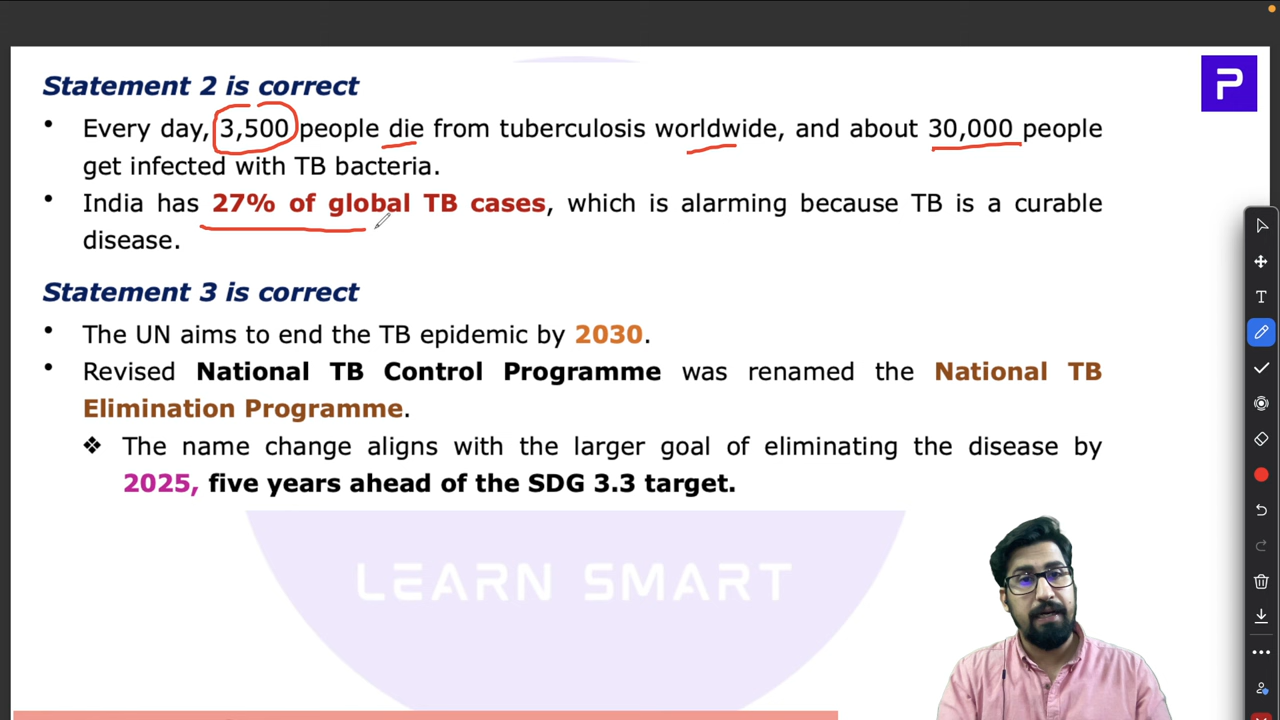 Statement 2 is correct
• Every day, 3,500 people die from tuberculosis worldwide, and about 30,000 people
get infected with TB bacteria.
• India has 27% of global TB cases, which is alarming because TB is a curable
disease.
Statement 3 is correct
• The UN aims to end the TB epidemic by 2030.
• Revised National TB Control Programme was renamed the National TB
Elimination Programme.
❖ The name change aligns with the larger goal of eliminating the disease by
2025, five years ahead of the SDG 3.3 target.
LEARN SMART
P
T